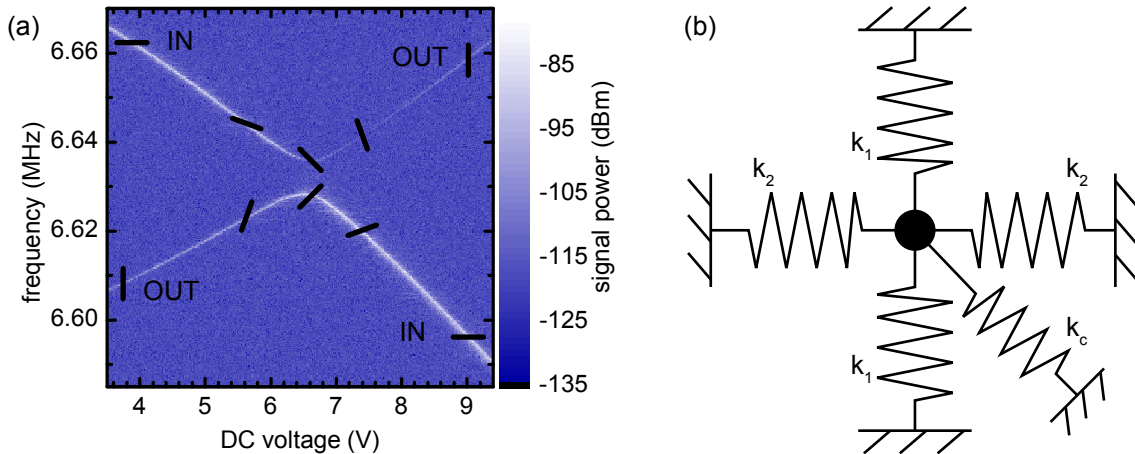 (a)
IN
OUT
OUT
IN
6.66
6.64
6.62
6.60
frequency (MHz)
4 5 6 7 8 9
DC voltage (V)
-85
-95
-105
-115
-125
-135
signal power (dBm)
(b)
k1
k2
k2
k1
kc